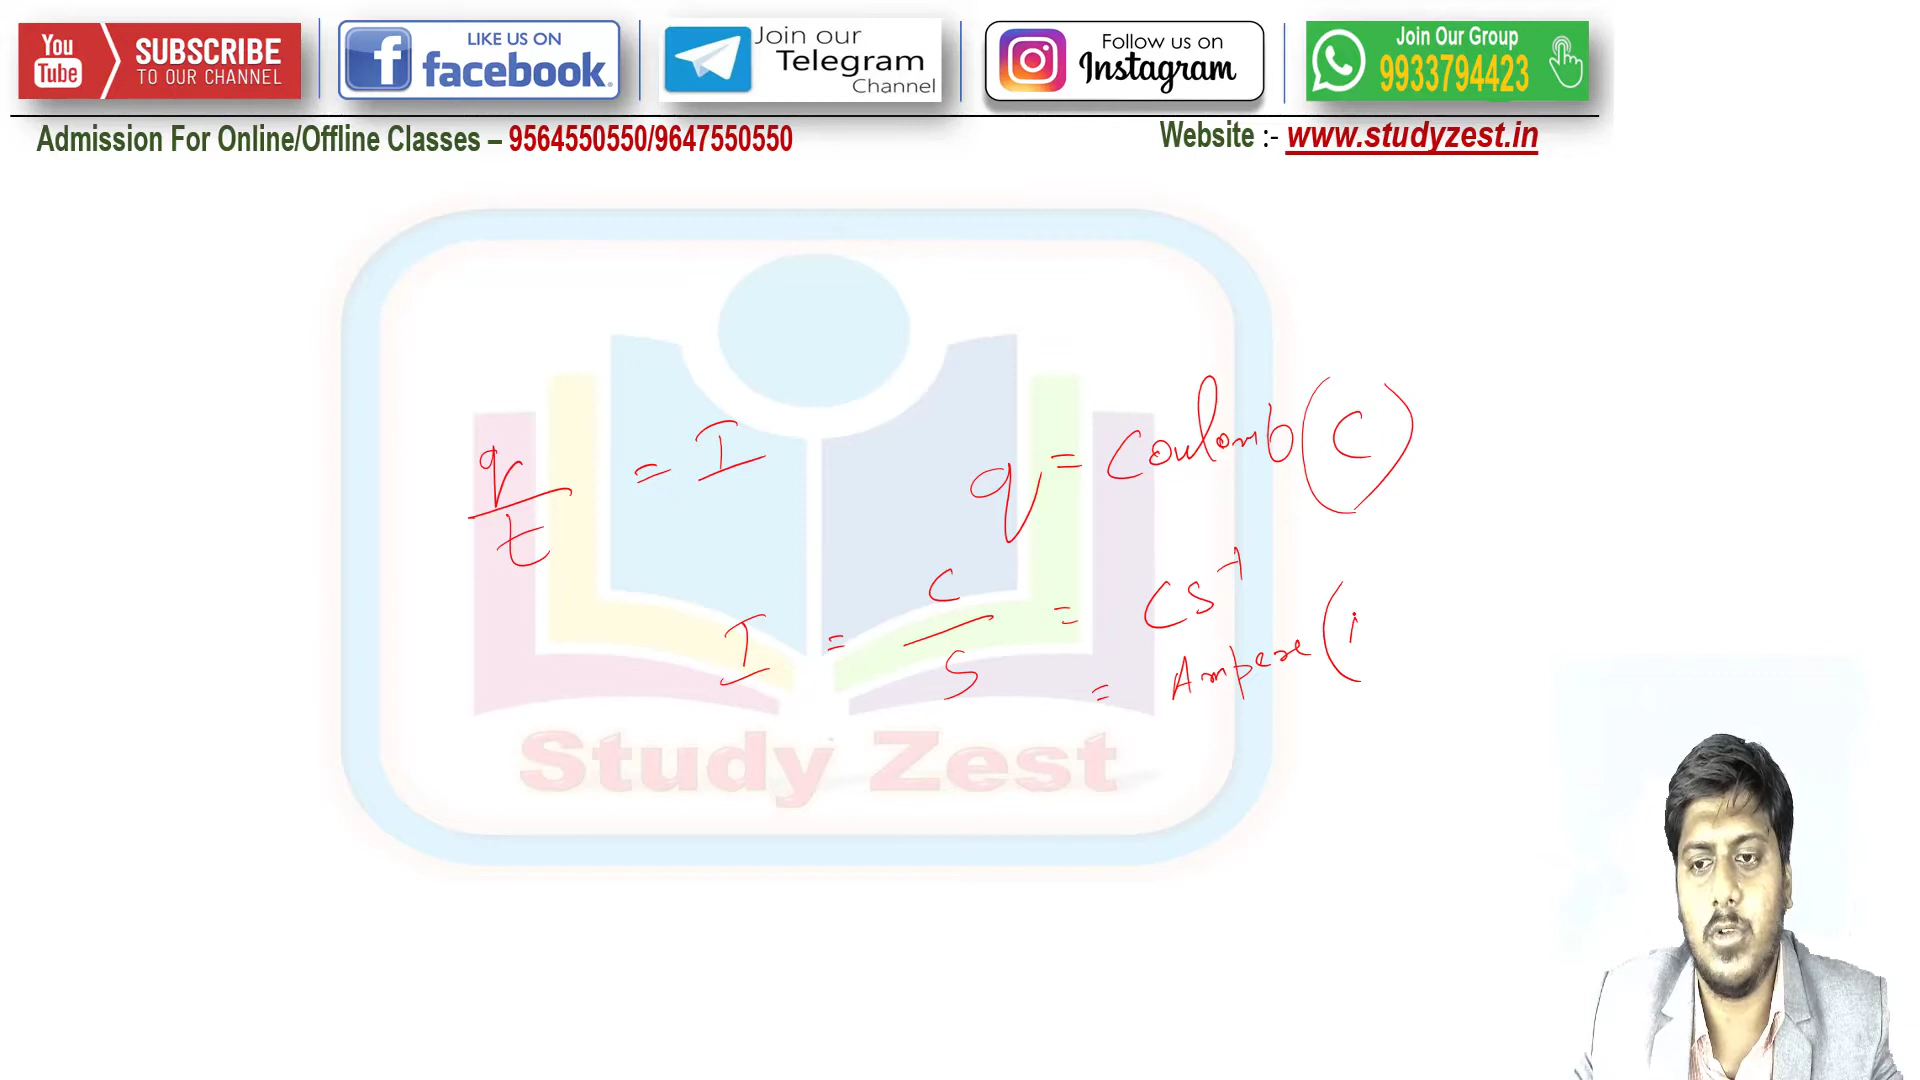 You Tube SUBSCRIBE TO OUR CHANNEL
LIKE US ON facebook.
Join our Telegram Channel
Follow us on Instagram
Join Our Group 9933794423
Admission For Online/Offline Classes – 9564550550/9647550550
Website :- www.studyzest.in
q/t = I
q = Coulomb (C)
I = C/S = CS⁻¹
= Ampere (
Study Zest